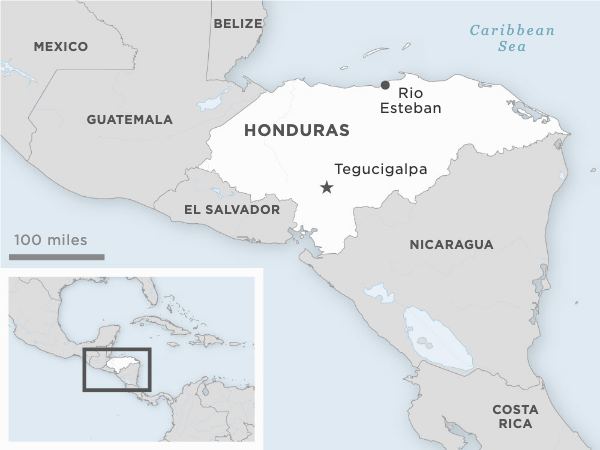 BELIZE
Caribbean
Sea
MEXICO
Rio
Esteban
GUATEMALA
HONDURAS
Tegucigalpa
EL SALVADOR
100 miles
NICARAGUA
COSTA
RICA